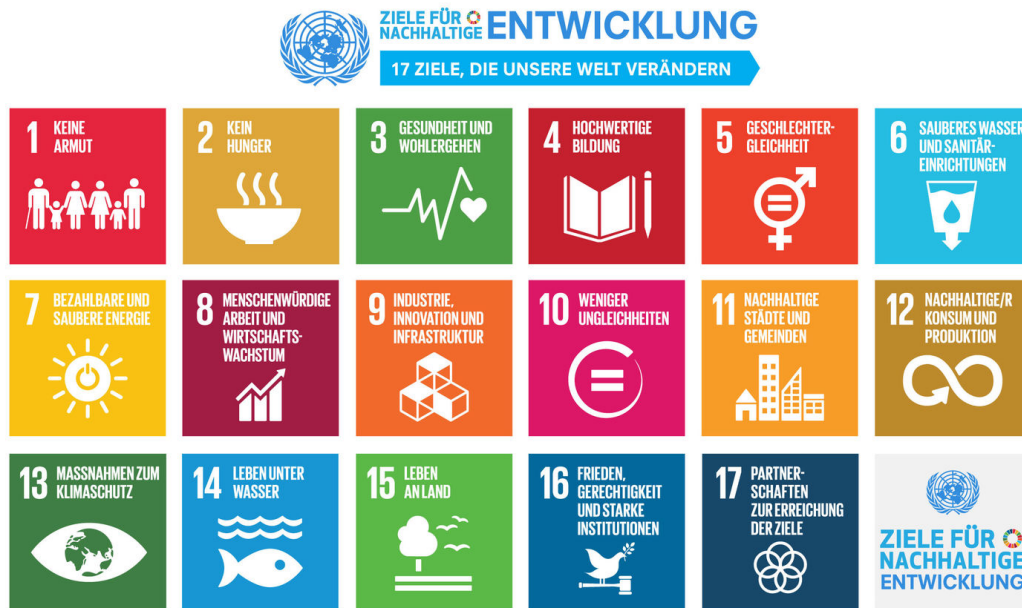 ZIELE FÜR
NACHHALTIGE
ENTWICKLUNG
17 ZIELE, DIE UNSERE WELT VERÄNDERN
1 KEINE
ARMUT
2 KEIN
HUNGER
3 GESUNDHEIT UND
WOHLERGEHEN
4 HOCHWERTIGE
BILDUNG
5 GESCHLECHTER-
GLEICHHEIT
6 SAUBERES WASSER
UND SANITÄR-
EINRICHTUNGEN
7 BEZAHLBARE UND
SAUBERE ENERGIE
8 MENSCHENWÜRDIGE
ARBEIT UND
WIRTSCHAFTS-
WACHSTUM
9 INDUSTRIE,
INNOVATION UND
INFRASTRUKTUR
10 WENIGER
UNGLEICHHEITEN
11 NACHHALTIGE
STÄDTE UND
GEMEINDEN
12 NACHHALTIGE/R
KONSUM UND
PRODUKTION
13 MASSNAHMEN ZUM
KLIMASCHUTZ
14 LEBEN UNTER
WASSER
15 LEBEN
AN LAND
16 FRIEDEN,
GERECHTIGKEIT
UND STARKE
INSTITUTIONEN
17 PARTNER-
SCHAFTEN
ZUR ERREICHUNG
DER ZIELE
ZIELE FÜR
NACHHALTIGE
ENTWICKLUNG